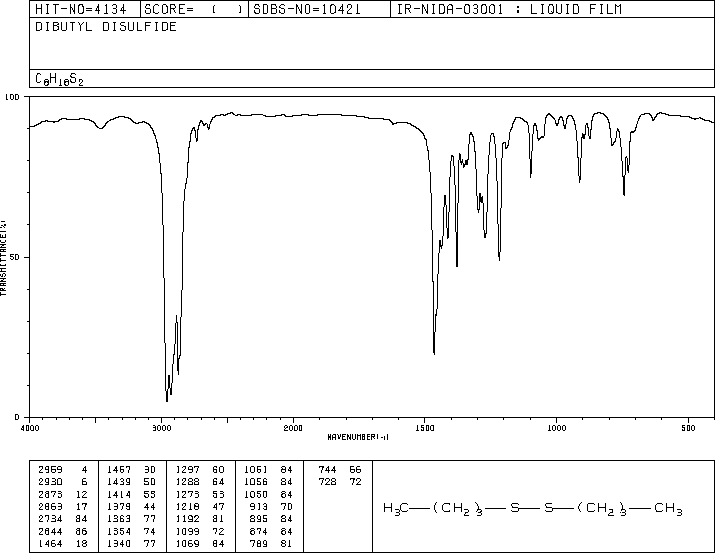 HIT-NO=4134 SCORE= ( ) SDBS-NO=10421 IR-NIDA-03001 : LIQUID FILM
DIBUTYL DISULFIDE
C8H18S2
100
50
0
TRANSMITTANCE(%)
4000 3000 2000 1500 1000 500
WAVENUMBER(-1)
2959 4 1467 30 1297 60 1061 84 744 66
2930 6 1439 50 1288 64 1056 84 728 72
2873 12 1414 55 1273 53 1050 84
2863 17 1379 44 1218 47 913 70
2734 84 1363 77 1192 81 895 84
2644 86 1354 74 1099 72 874 84
1464 18 1340 77 1069 84 789 81
H3C—(CH2)3—S—S—(CH2)3—CH3